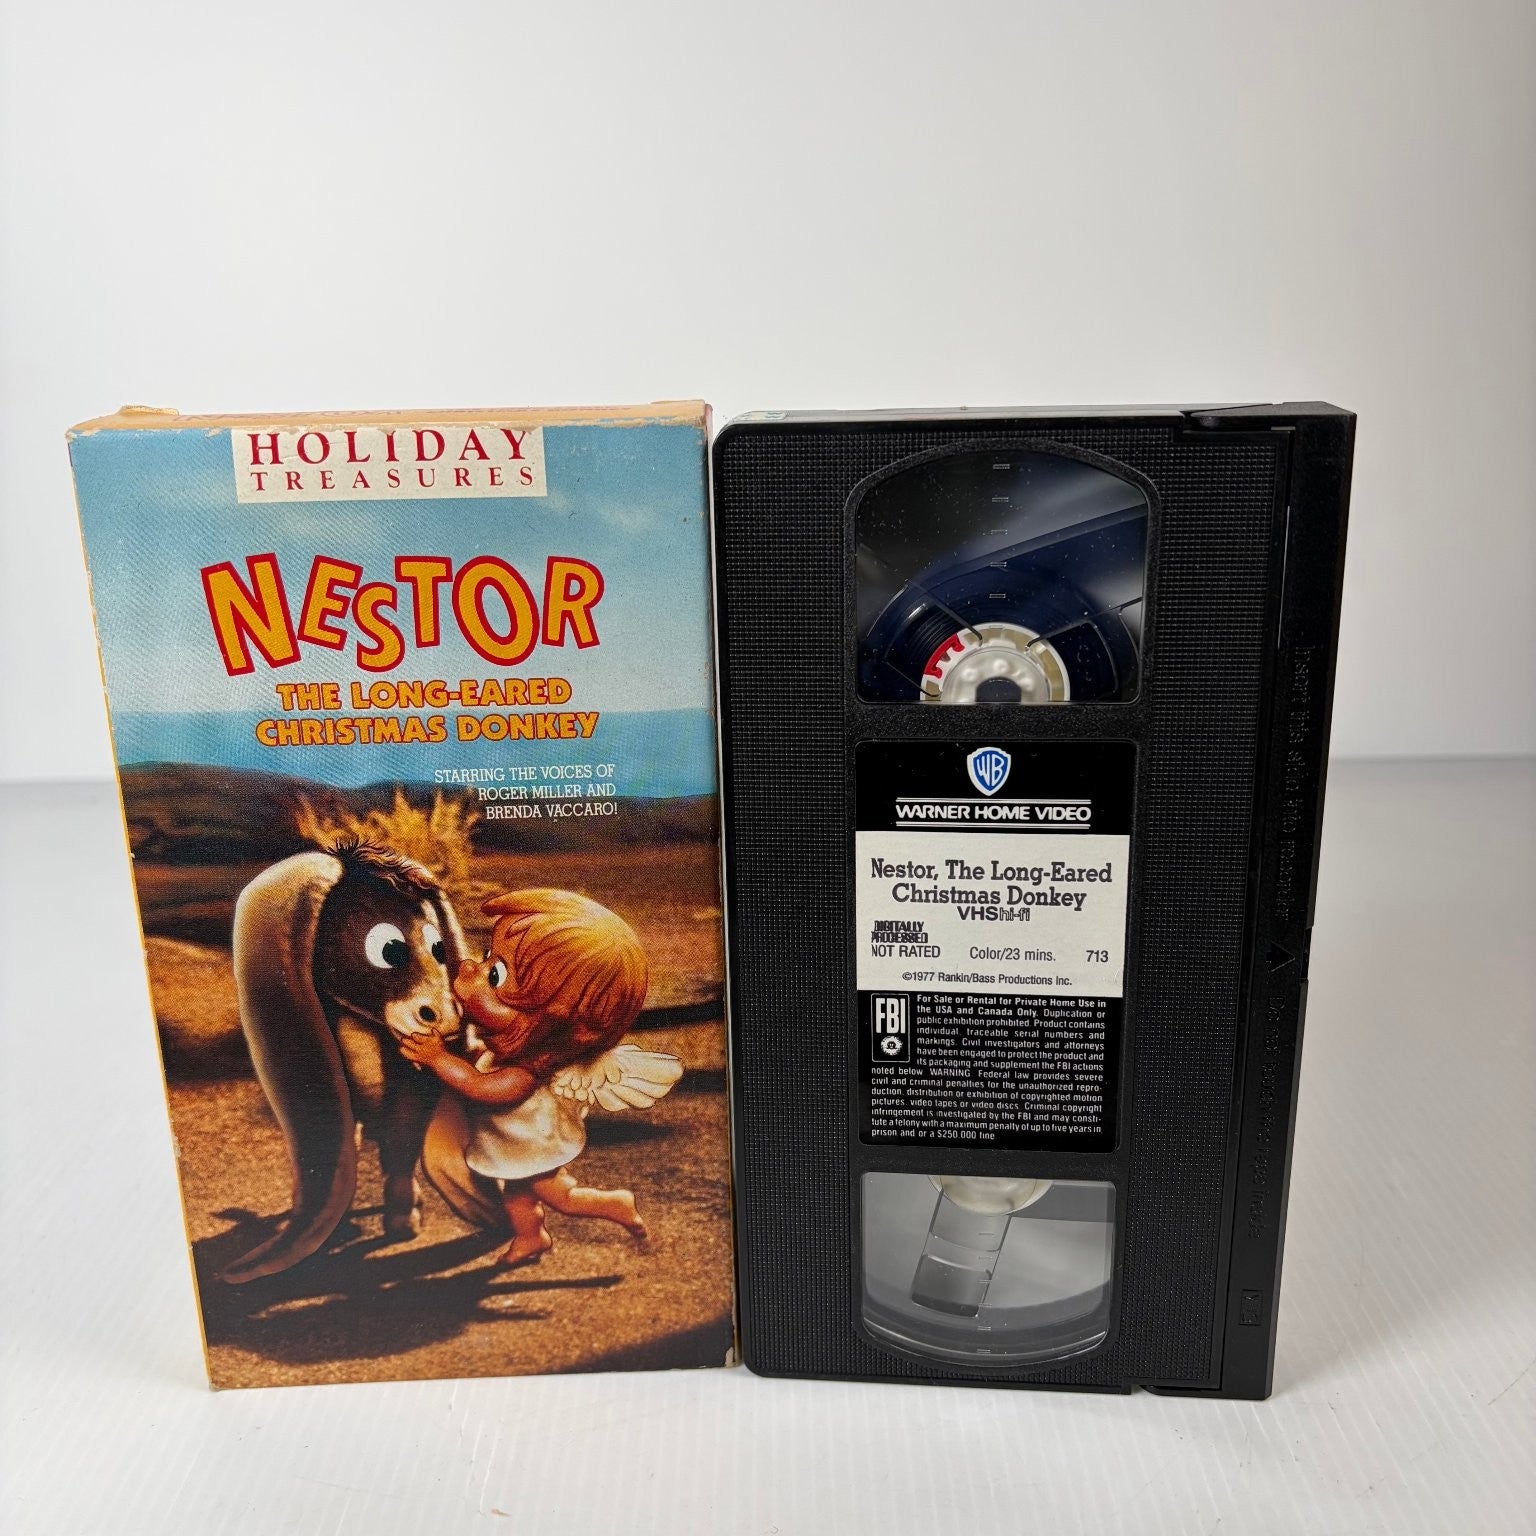 HOLIDAY
TREASURES
NESTOR
THE LONG-EARED
CHRISTMAS DONKEY
STARRING THE VOICES OF
ROGER MILLER AND
BRENDA VACCARO!
WB
WARNER HOME VIDEO
Nestor, The Long-Eared
Christmas Donkey
VHS hi-fi
DIGITALLY
PROCESSED
NOT RATED Color/23 mins. 713
©1977 Rankin/Bass Productions Inc.
FBI
For Sale or Rental for Private Home Use in
the USA and Canada Only. Duplication or
public exhibition prohibited. Product contains
individual, traceable serial numbers and
markings. Civil investigators and attorneys
have been engaged to protect the product and
its packaging and supplement the FBI actions
noted below. WARNING: Federal law provides severe
civil and criminal penalties for the unauthorized repro-
duction, distribution or exhibition of copyrighted motion
pictures, video tapes or video discs. Criminal copyright
infringement is investigated by the FBI and may consti-
tute a felony with a maximum penalty of up to five years in
prison and or a $250,000 fine
Insert this side into recorder